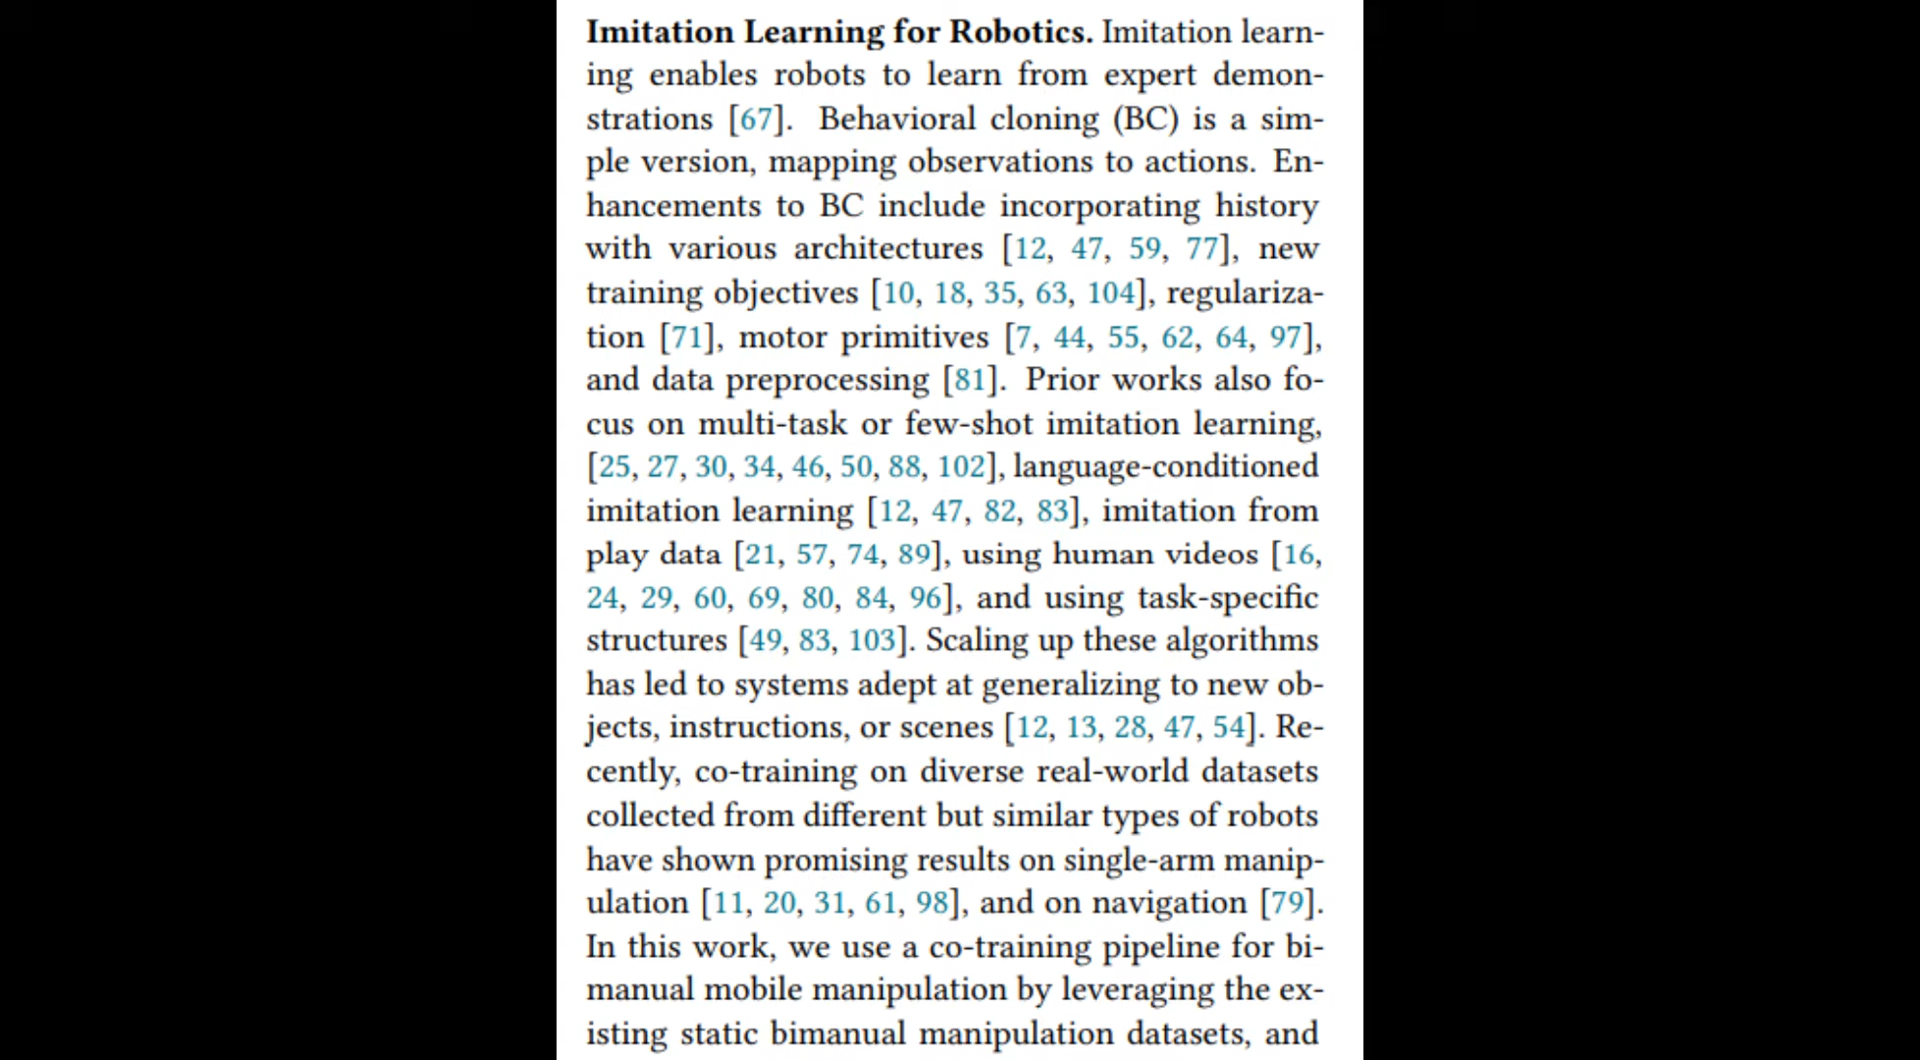 Imitation Learning for Robotics. Imitation learn-
ing enables robots to learn from expert demon-
strations [67]. Behavioral cloning (BC) is a sim-
ple version, mapping observations to actions. En-
hancements to BC include incorporating history
with various architectures [12, 47, 59, 77], new
training objectives [10, 18, 35, 63, 104], regulariza-
tion [71], motor primitives [7, 44, 55, 62, 64, 97],
and data preprocessing [81]. Prior works also fo-
cus on multi-task or few-shot imitation learning,
[25, 27, 30, 34, 46, 50, 88, 102], language-conditioned
imitation learning [12, 47, 82, 83], imitation from
play data [21, 57, 74, 89], using human videos [16,
24, 29, 60, 69, 80, 84, 96], and using task-specific
structures [49, 83, 103]. Scaling up these algorithms
has led to systems adept at generalizing to new ob-
jects, instructions, or scenes [12, 13, 28, 47, 54]. Re-
cently, co-training on diverse real-world datasets
collected from different but similar types of robots
have shown promising results on single-arm manip-
ulation [11, 20, 31, 61, 98], and on navigation [79].
In this work, we use a co-training pipeline for bi-
manual mobile manipulation by leveraging the ex-
isting static bimanual manipulation datasets, and